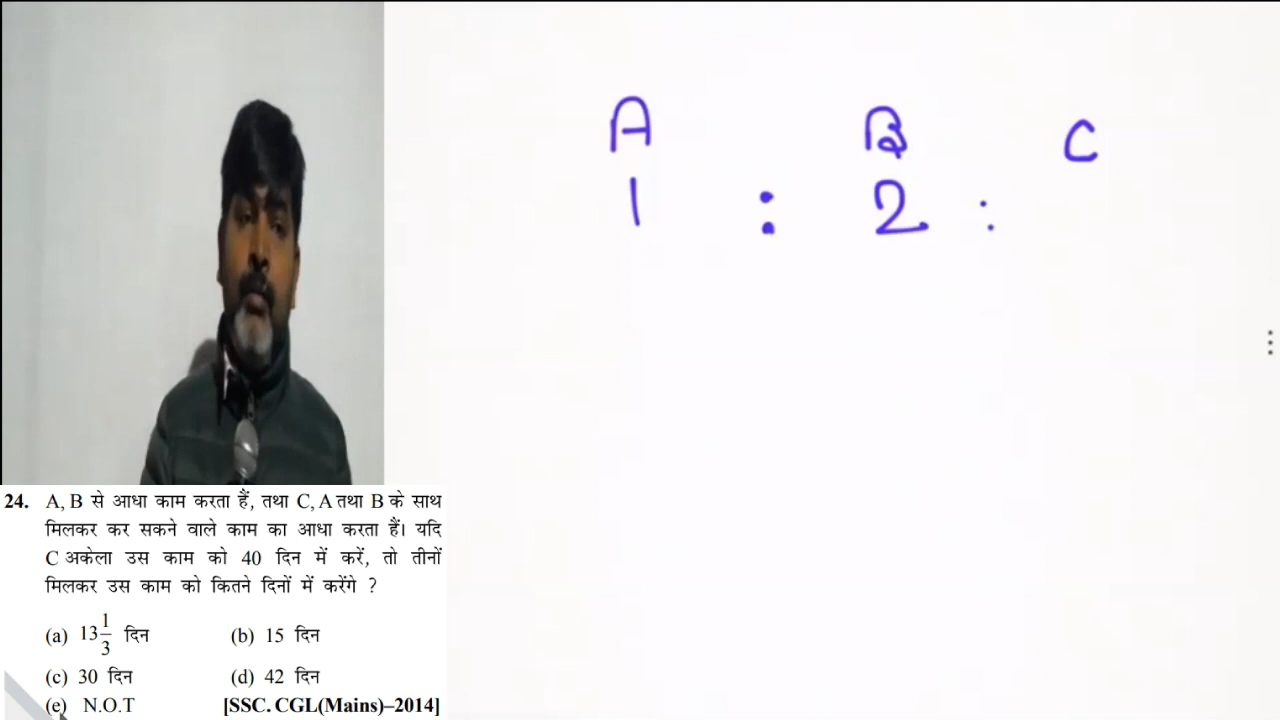 A B C
1 : 2 :
24. A, B से आधा काम करता हैं, तथा C, A तथा B के साथ
मिलकर कर सकने वाले काम का आधा करता हैं। यदि
C अकेला उस काम को 40 दिन में करें, तो तीनों
मिलकर उस काम को कितने दिनों में करेंगे ?
(a) 13 1/3 दिन (b) 15 दिन
(c) 30 दिन (d) 42 दिन
(e) N.O.T [SSC. CGL(Mains)–2014]